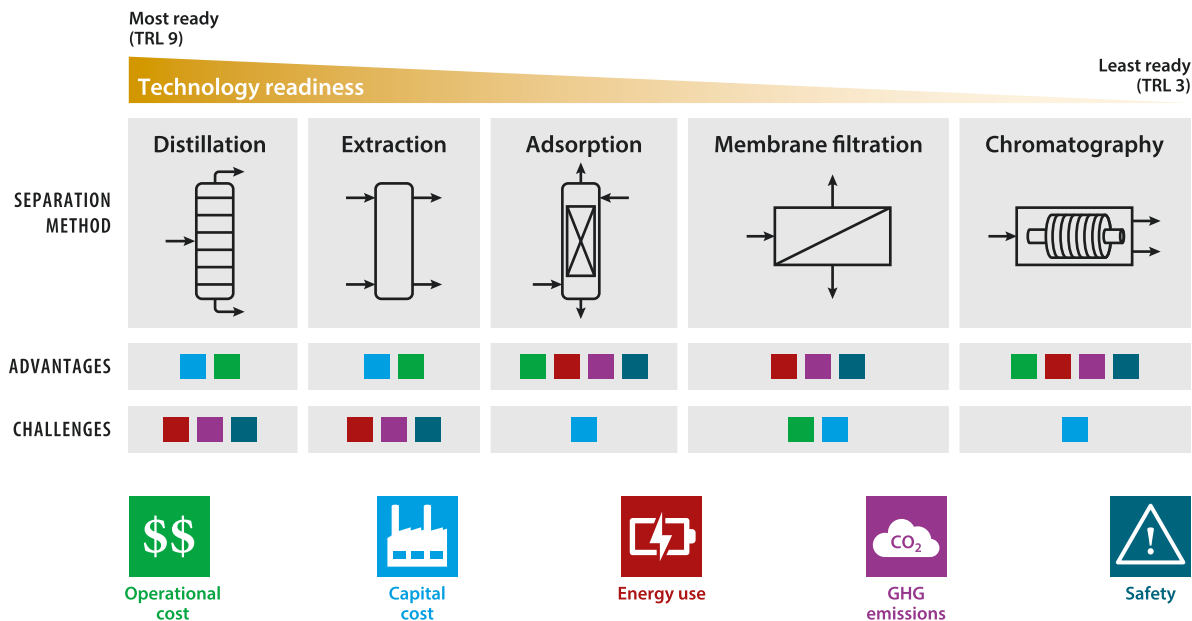 Most ready
(TRL 9)
Least ready
(TRL 3)
Technology readiness
SEPARATION
METHOD
Distillation
Extraction
Adsorption
Membrane filtration
Chromatography
ADVANTAGES
CHALLENGES
$$
CO₂
!
Operational
cost
Capital
cost
Energy use
GHG
emissions
Safety